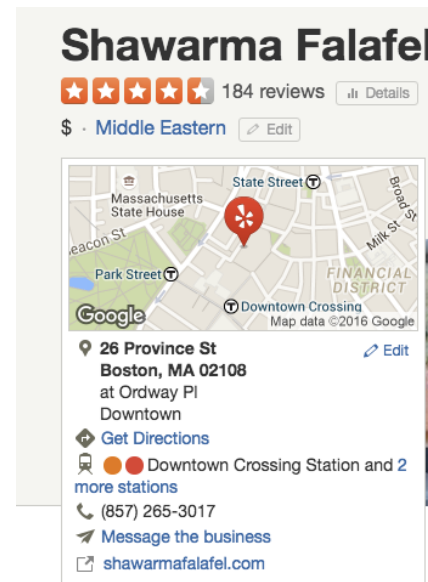 Shawarma Falafel
184 reviews
Details
$ · Middle Eastern
Edit
State Street T
Massachusetts
State House
Broad St
Milk St
Beacon St
Park Street T
FINANCIAL
DISTRICT
T Downtown Crossing
Google
Map data ©2016 Google
26 Province St
Edit
Boston, MA 02108
at Ordway Pl
Downtown
Get Directions
Downtown Crossing Station and 2
more stations
(857) 265-3017
Message the business
shawarmafalafel.com